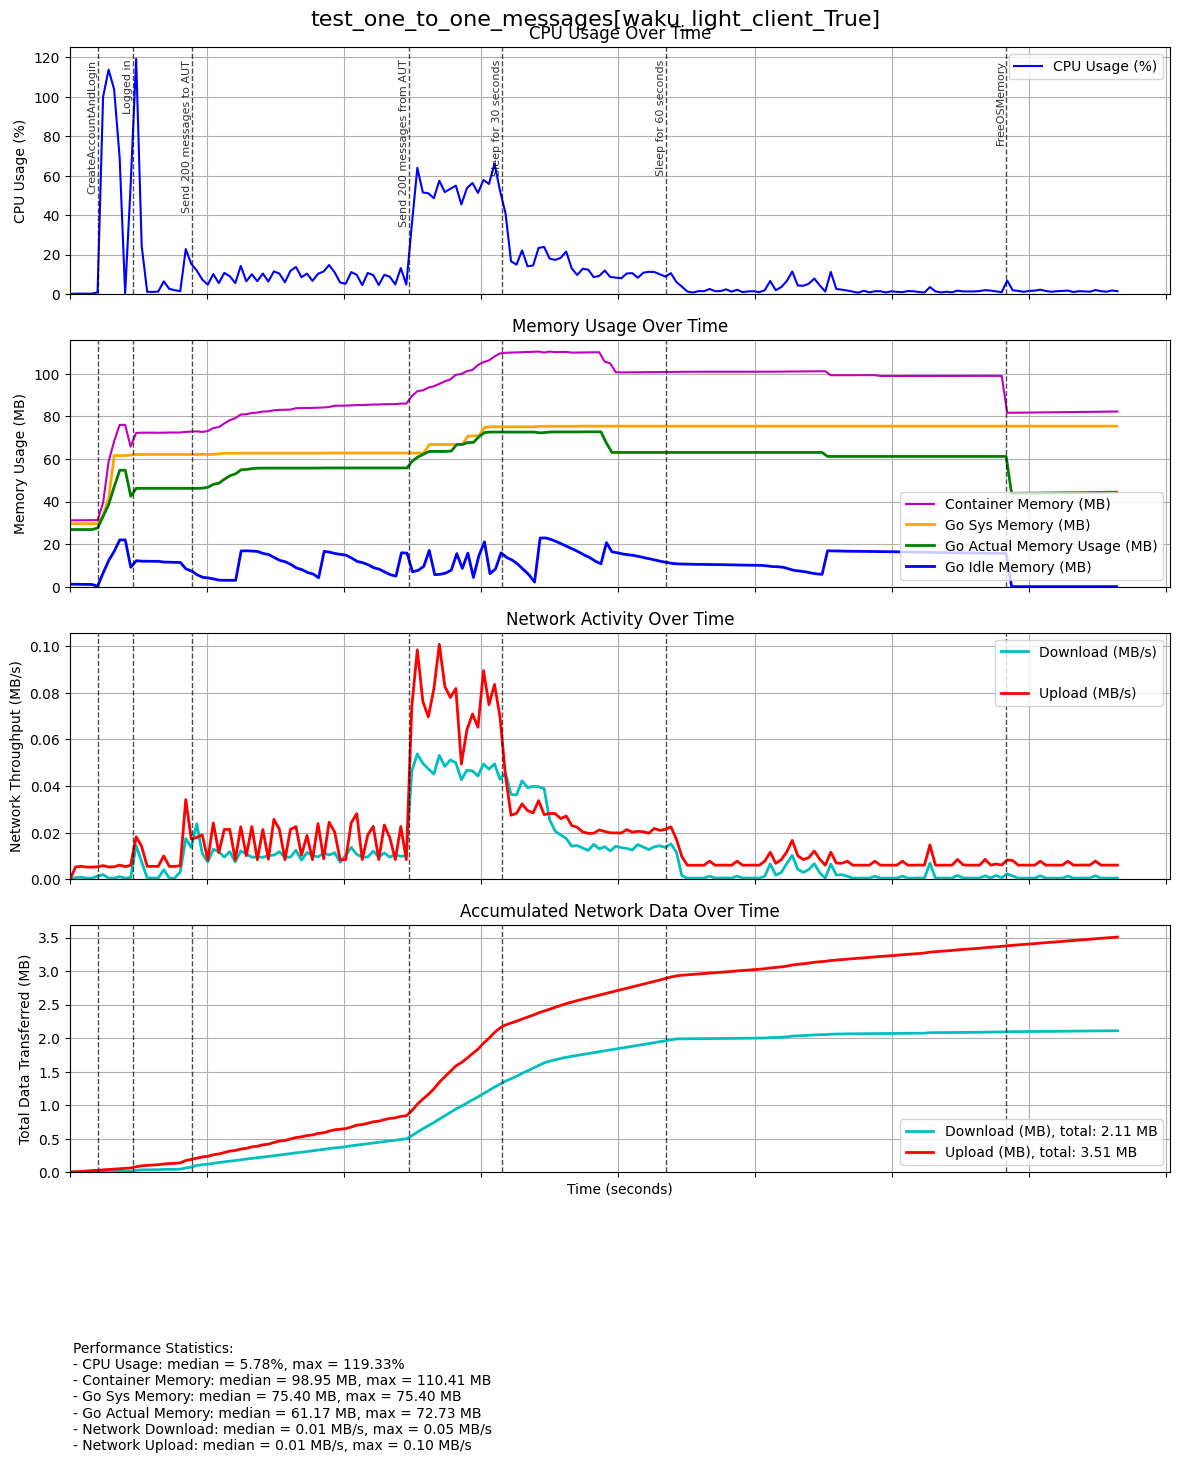 test_one_to_one_messages[waku_light_client_True]
CPU Usage Over Time
CPU Usage (%)
120
100
80
60
40
20
0
CreateAccountAndLogin
Logged in
Send 200 messages to AUT
Send 200 messages from AUT
Sleep for 30 seconds
Sleep for 60 seconds
FreeOSMemory
CPU Usage (%)
Memory Usage Over Time
Memory Usage (MB)
100
80
60
40
20
0
Container Memory (MB)
Go Sys Memory (MB)
Go Actual Memory Usage (MB)
Go Idle Memory (MB)
Network Activity Over Time
Network Throughput (MB/s)
0.10
0.08
0.06
0.04
0.02
0.00
Download (MB/s)
Upload (MB/s)
Accumulated Network Data Over Time
Total Data Transferred (MB)
3.5
3.0
2.5
2.0
1.5
1.0
0.5
0.0
Download (MB), total: 2.11 MB
Upload (MB), total: 3.51 MB
Time (seconds)
Performance Statistics:
- CPU Usage: median = 5.78%, max = 119.33%
- Container Memory: median = 98.95 MB, max = 110.41 MB
- Go Sys Memory: median = 75.40 MB, max = 75.40 MB
- Go Actual Memory: median = 61.17 MB, max = 72.73 MB
- Network Download: median = 0.01 MB/s, max = 0.05 MB/s
- Network Upload: median = 0.01 MB/s, max = 0.10 MB/s